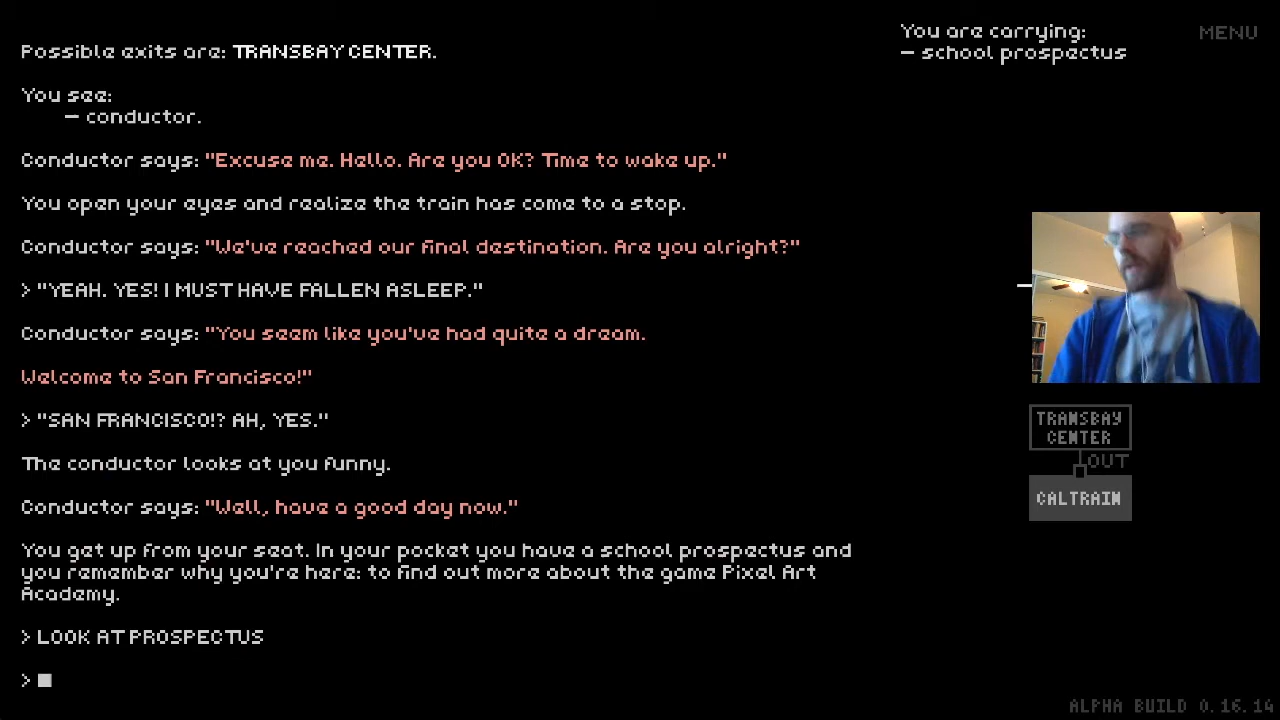 Possible exits are: TRANSBAY CENTER.
You are carrying:
— school prospectus
MENU
You see:
— conductor.
Conductor says: "Excuse me. Hello. Are you OK? Time to wake up."
You open your eyes and realize the train has come to a stop.
Conductor says: "We've reached our final destination. Are you alright?"
> "YEAH. YES! I MUST HAVE FALLEN ASLEEP."
Conductor says: "You seem like you've had quite a dream.
Welcome to San Francisco!"
> "SAN FRANCISCO!? AH, YES."
The conductor looks at you funny.
Conductor says: "Well, have a good day now."
You get up from your seat. In your pocket you have a school prospectus and
you remember why you're here: to find out more about the game Pixel Art
Academy.
> LOOK AT PROSPECTUS
>
TRANSBAY
CENTER
OUT
CALTRAIN
ALPHA BUILD 0.16.14